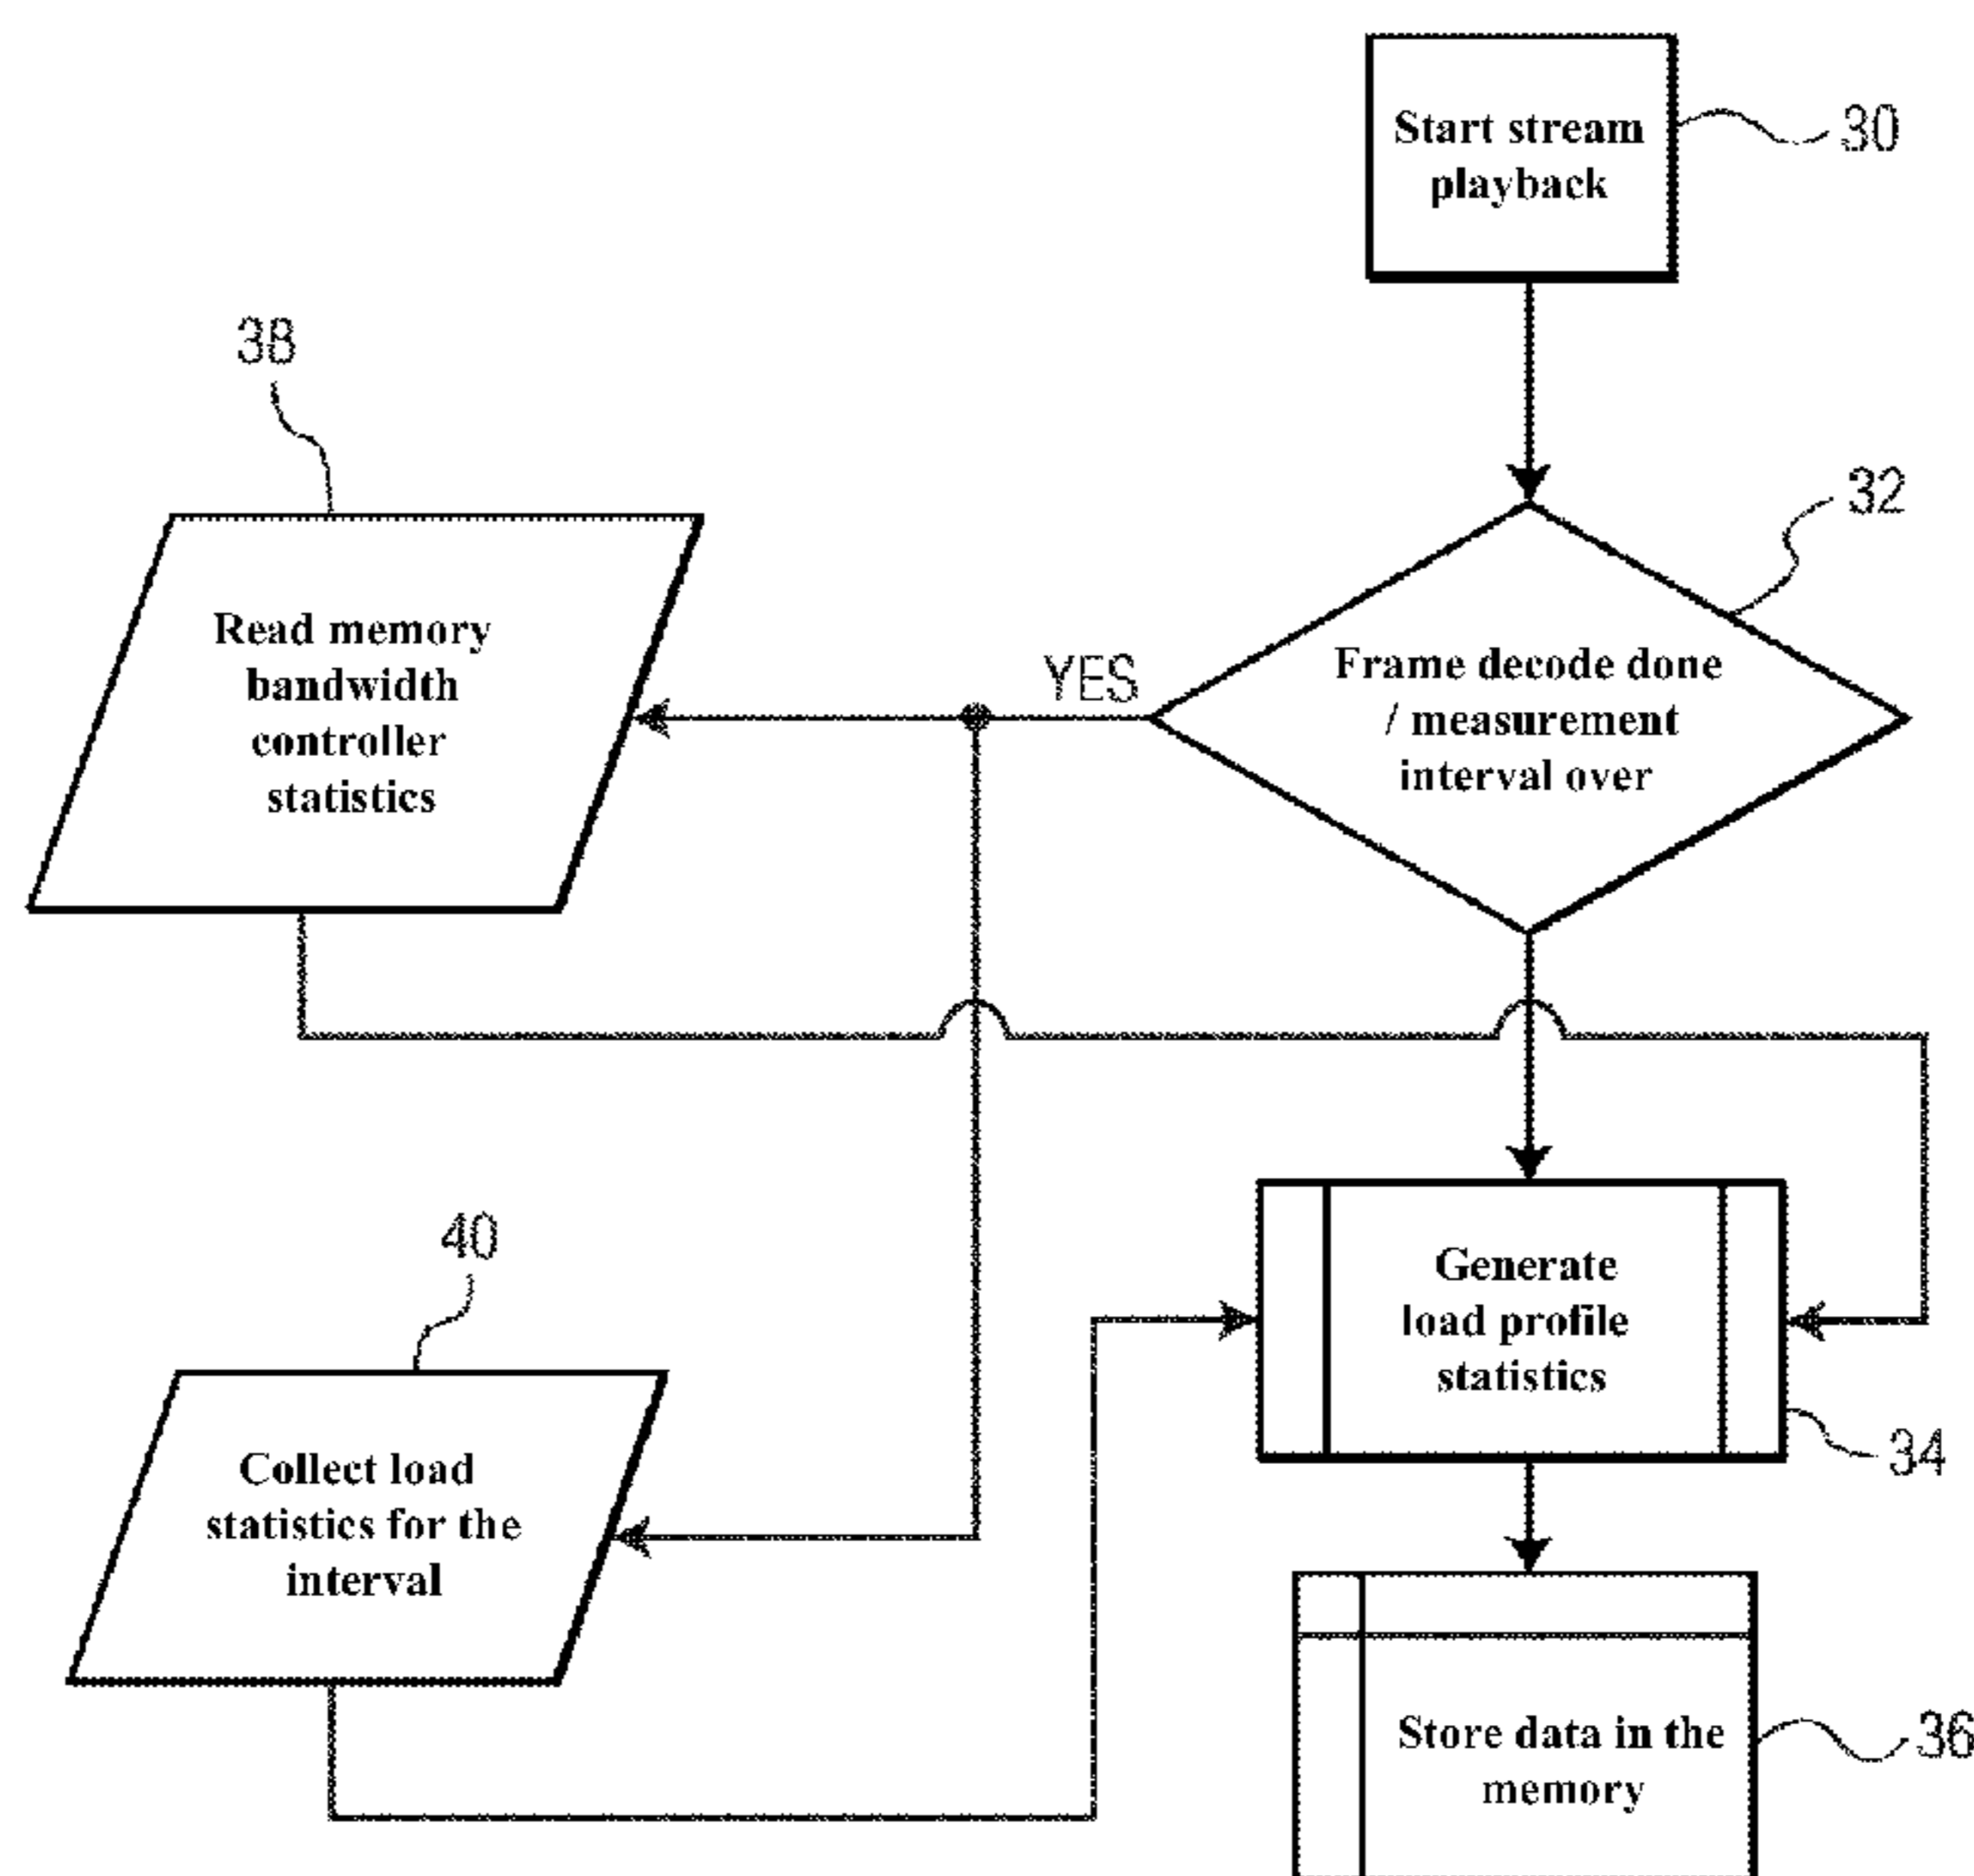 Start stream
playback
30
38
32
Read memory
bandwidth
controller
statistics
YES
Frame decode done
/ measurement
interval over
40
Generate
load profile
statistics
34
Collect load
statistics for the
interval
Store data in the
memory
36